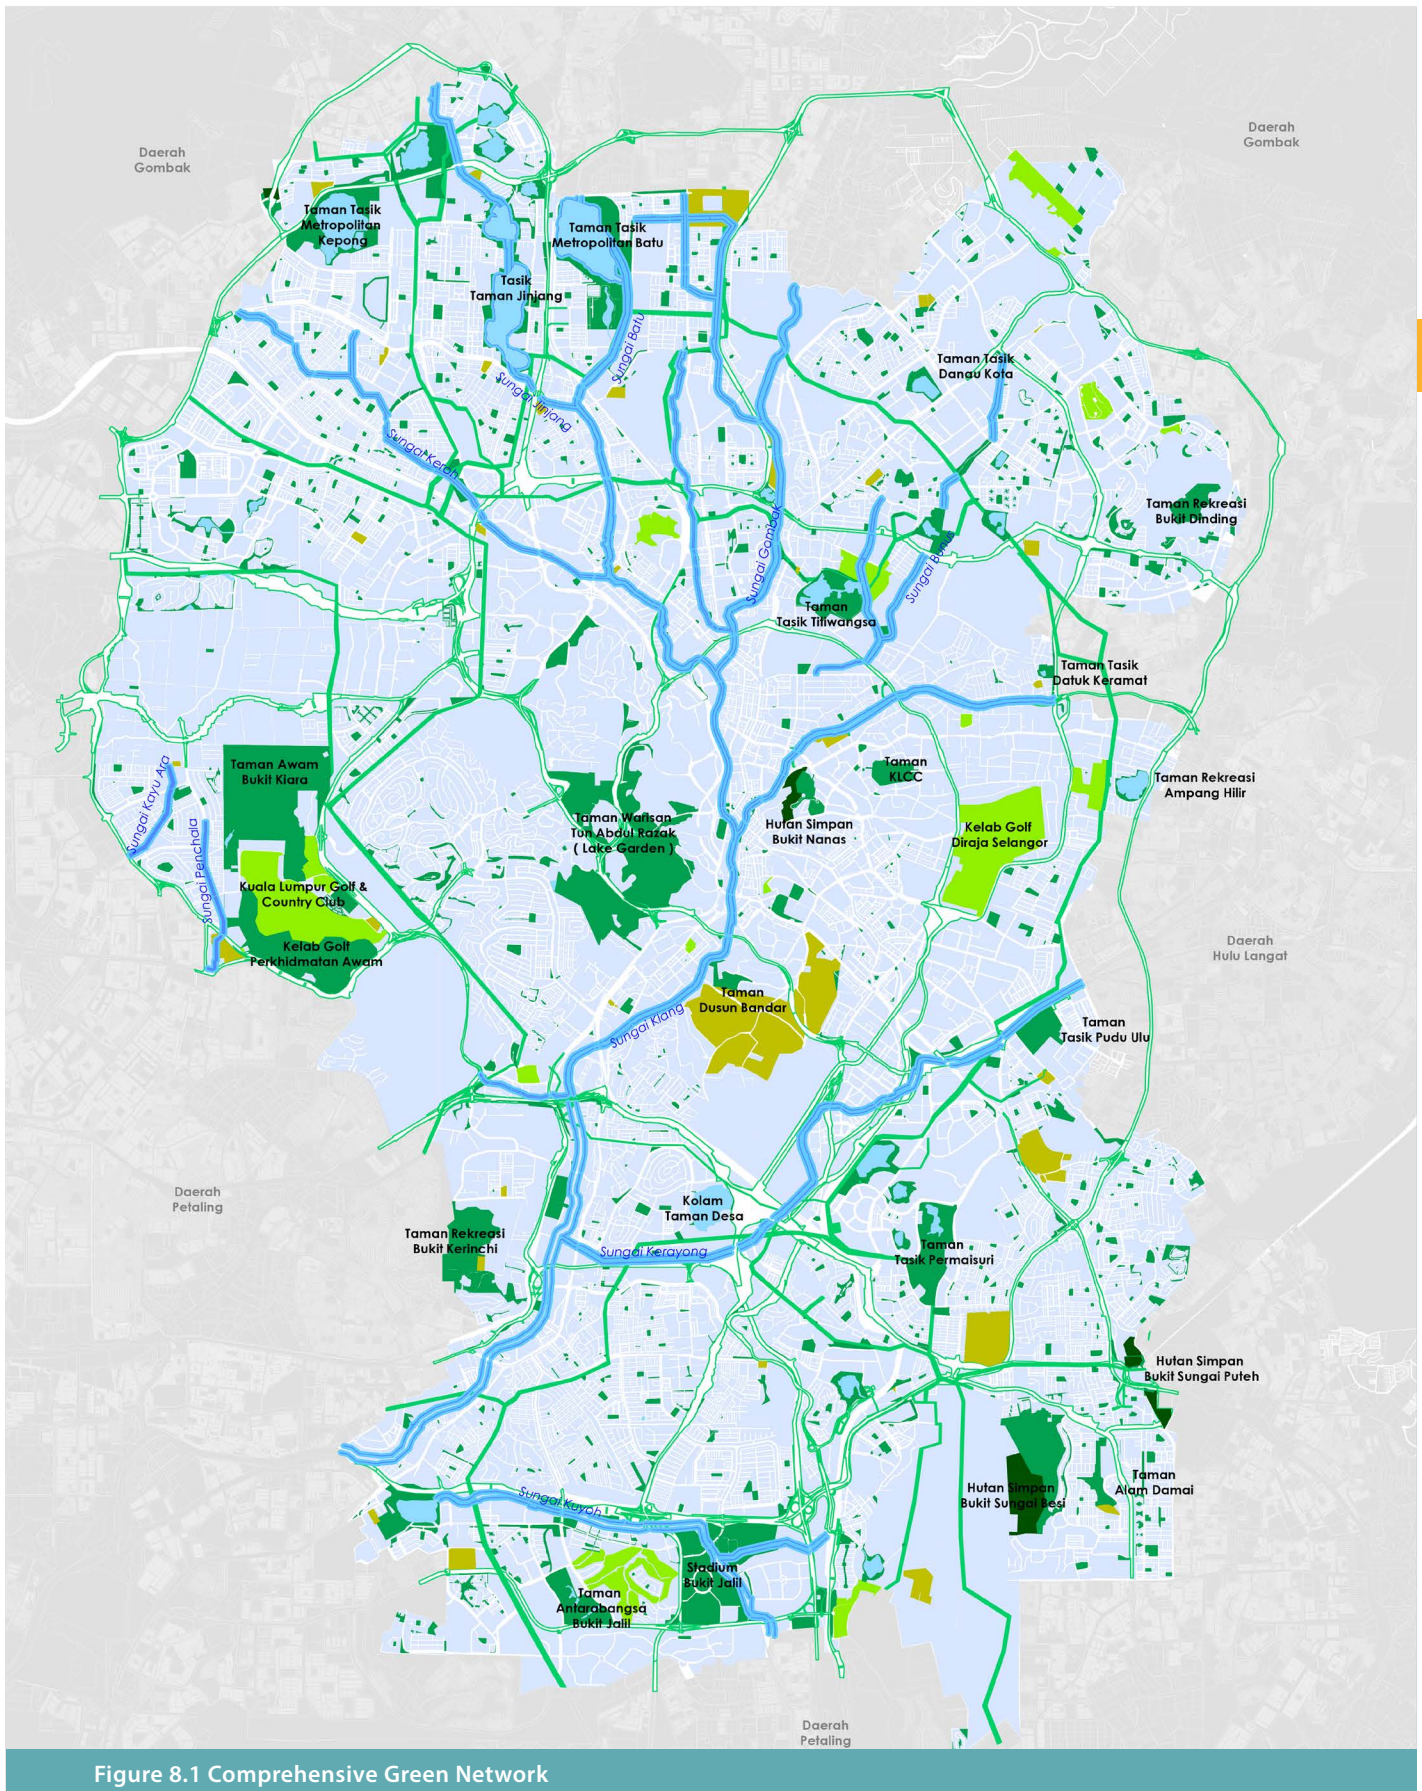 Daerah
Gombak
Daerah
Gombak
Taman Tasik
Metropolitan
Kepong
Taman Tasik
Metropolitan Batu
Tasik
Taman Jinjang
Sungai Batu
Taman Tasik
Danau Kota
Sungai Jinjang
Sungai Keroh
Taman Rekreasi
Bukit Dinding
Sungai Gombak
Sungai Bunus
Taman
Tasik Titiwangsa
Taman Tasik
Datuk Keramat
Taman Awam
Bukit Kiara
Sungai Kayu Ara
Sungai Penchala
Taman
KLCC
Taman Rekreasi
Ampang Hilir
Taman Warisan
Tun Abdul Razak
( Lake Garden )
Hutan Simpan
Bukit Nanas
Kelab Golf
Diraja Selangor
Kuala Lumpur Golf &
Country Club
Kelab Golf
Perkhidmatan Awam
Daerah
Hulu Langat
Taman
Dusun Bandar
Sungai Klang
Taman
Tasik Pudu Ulu
Daerah
Petaling
Kolam
Taman Desa
Taman Rekreasi
Bukit Kerinchi
Sungai Kerayong
Taman
Tasik Permaisuri
Hutan Simpan
Bukit Sungai Puteh
Taman
Alam Damai
Hutan Simpan
Bukit Sungai Besi
Sungai Kuyoh
Stadium
Bukit Jalil
Taman
Antarabangsa
Bukit Jalil
Daerah
Petaling
Figure 8.1 Comprehensive Green Network